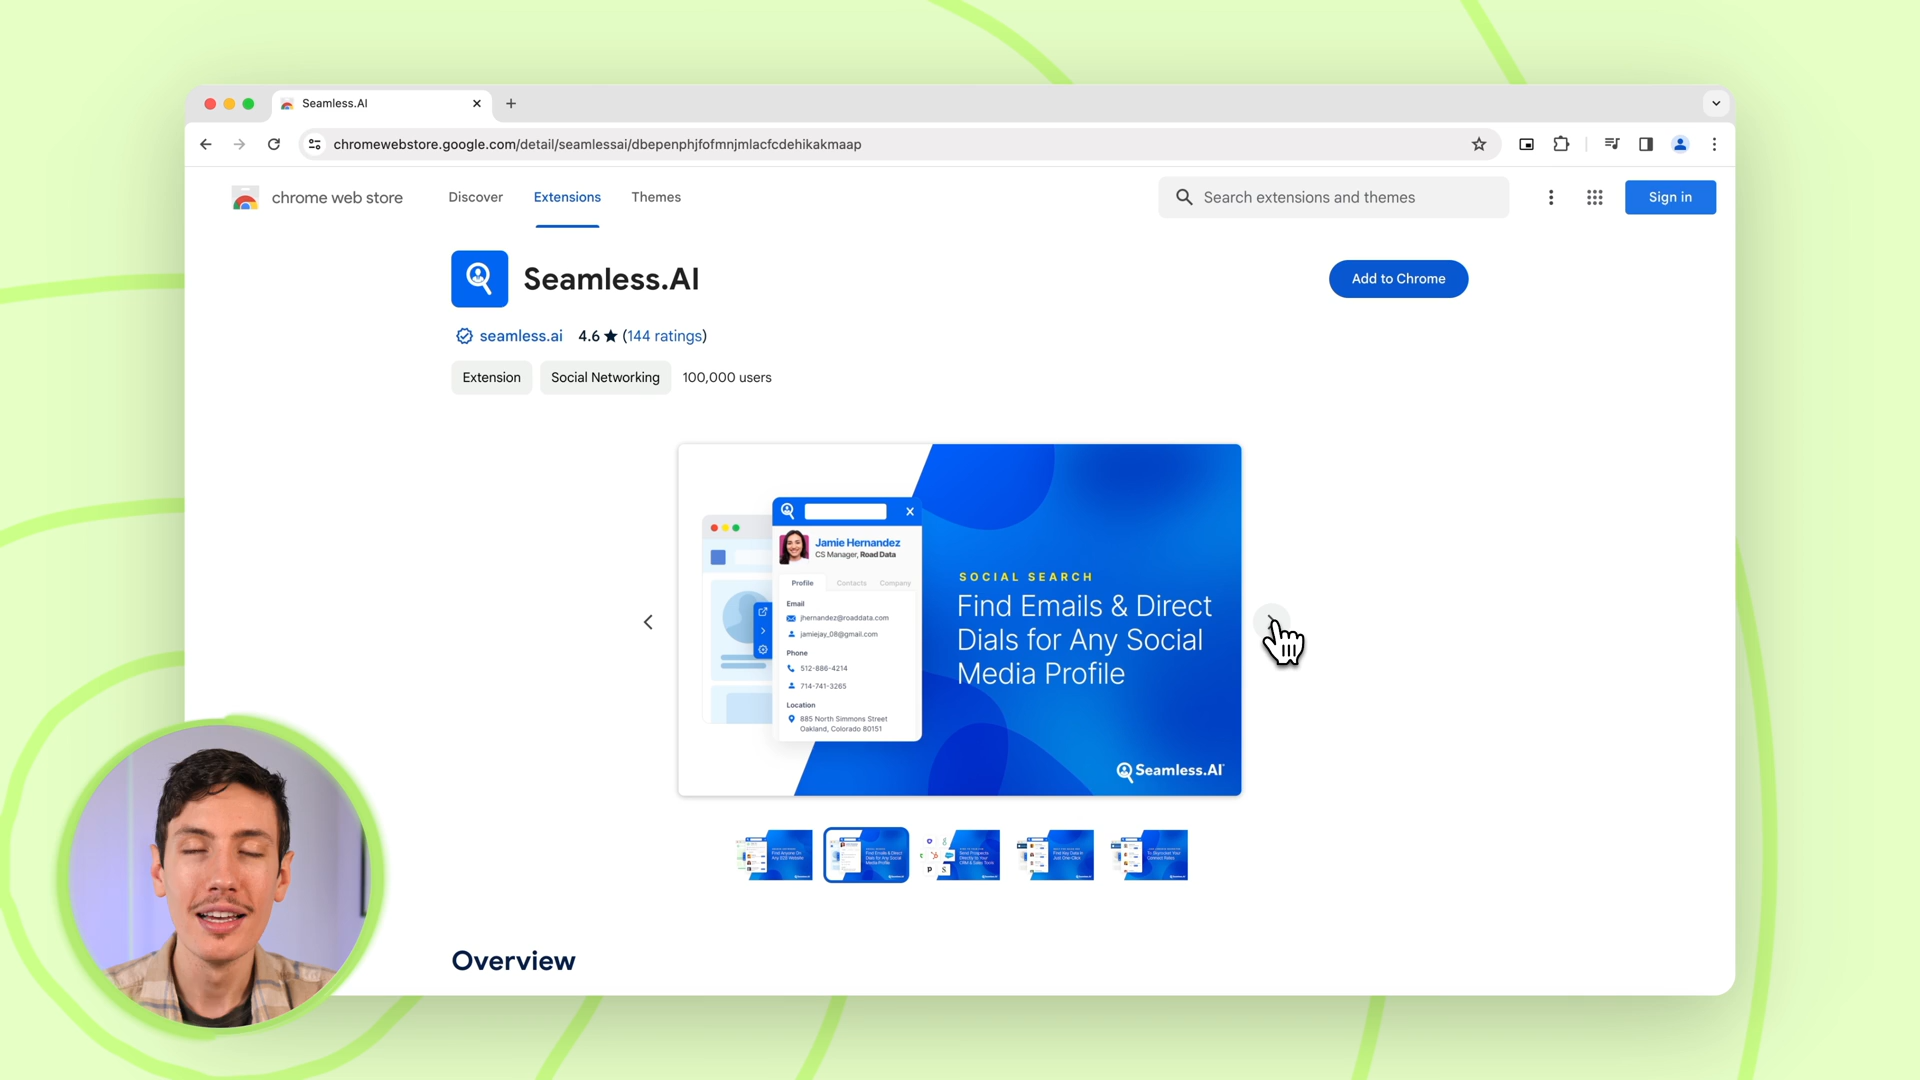 Seamless.AI
chromewebstore.google.com/detail/seamlessai/dbepenphjfofmnjmlacfcdehikakmaap
chrome web store
Discover
Extensions
Themes
Search extensions and themes
Sign in
Seamless.AI
Add to Chrome
seamless.ai 4.6 (144 ratings)
Extension
Social Networking
100,000 users
Jamie Hernandez
CS Manager, Road Data
Profile
Contacts
Company
Email
jhernandez@roaddata.com
jamiejay_08@gmail.com
Phone
512-886-4214
714-741-3265
Location
885 North Simmons Street
Oakland, Colorado 80151
SOCIAL SEARCH
Find Emails & Direct
Dials for Any Social
Media Profile
Seamless.AI
Overview